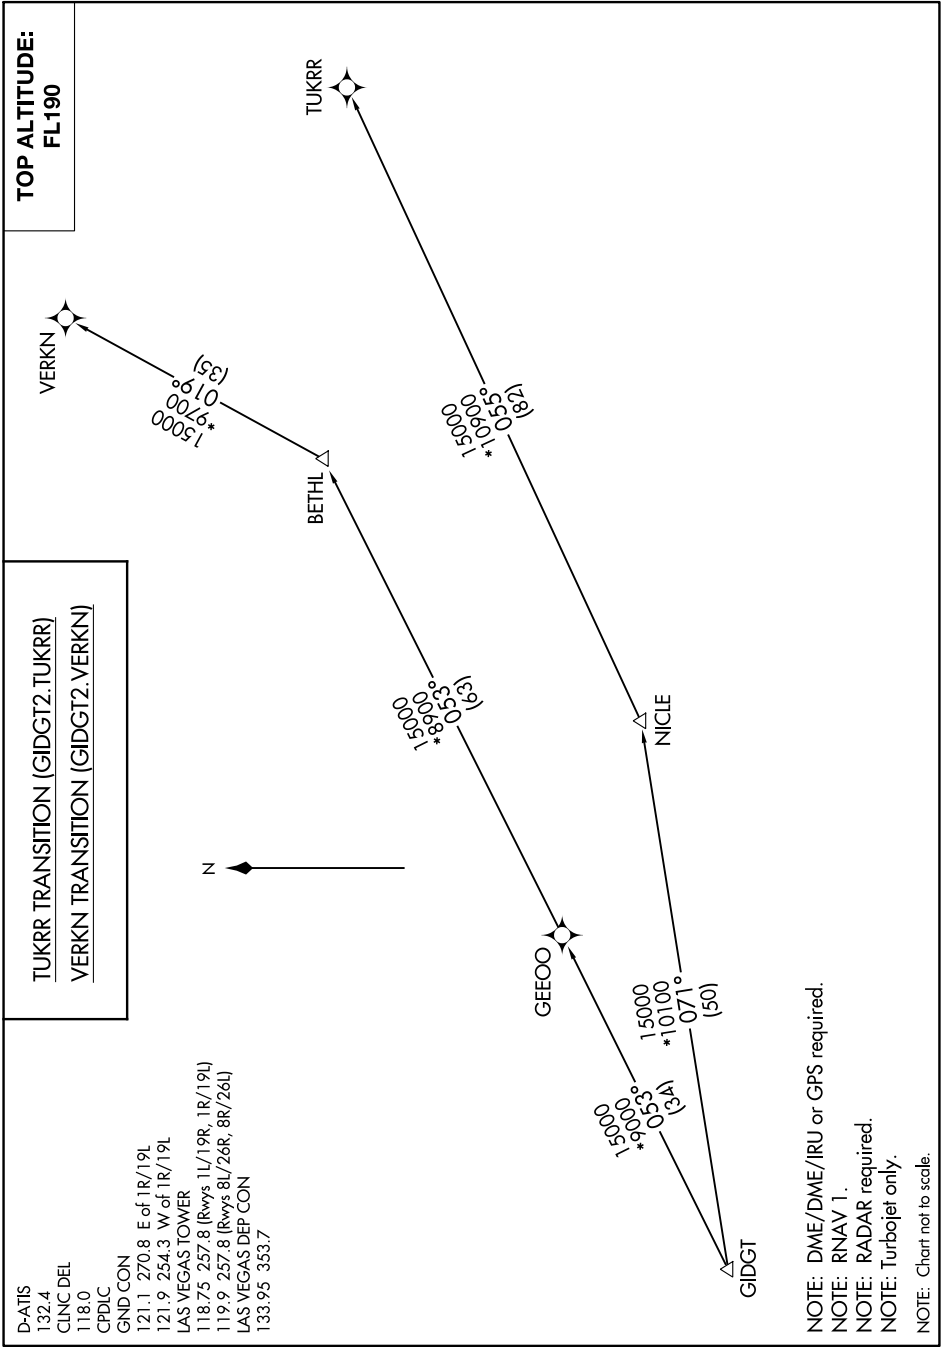 D-ATIS
132.4
CLNC DEL
118.0
CPDLC
GND CON
121.1 270.8 E of 1R/19L
121.9 254.3 W of 1R/19L
LAS VEGAS TOWER
118.75 257.8 (Rwys 1L/19R, 1R/19L)
119.9 257.8 (Rwys 8L/26R, 8R/26L)
LAS VEGAS DEP CON
133.95 353.7
TUKRR TRANSITION (GIDGT2.TUKRR)
VERKN TRANSITION (GIDGT2.VERKN)
TOP ALTITUDE:
FL190
VERKN
15000
*9700
019°
(35)
BETHL
TUKRR
15000
*10900
055°
(82)
15000
*8900
053°
(63)
N
GEEOO
NICLE
15000
*10100
071°
(50)
15000
*9000
053°
(34)
GIDGT
NOTE: DME/DME/IRU or GPS required.
NOTE: RNAV 1.
NOTE: RADAR required.
NOTE: Turbojet only.
NOTE: Chart not to scale.